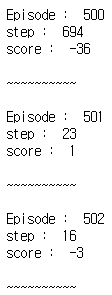 Episode :  500
step :  694
score :  -36
~~~~~~~~~~
Episode :  501
step :  23
score :  1
~~~~~~~~~~
Episode :  502
step :  16
score :  -3
~~~~~~~~~~